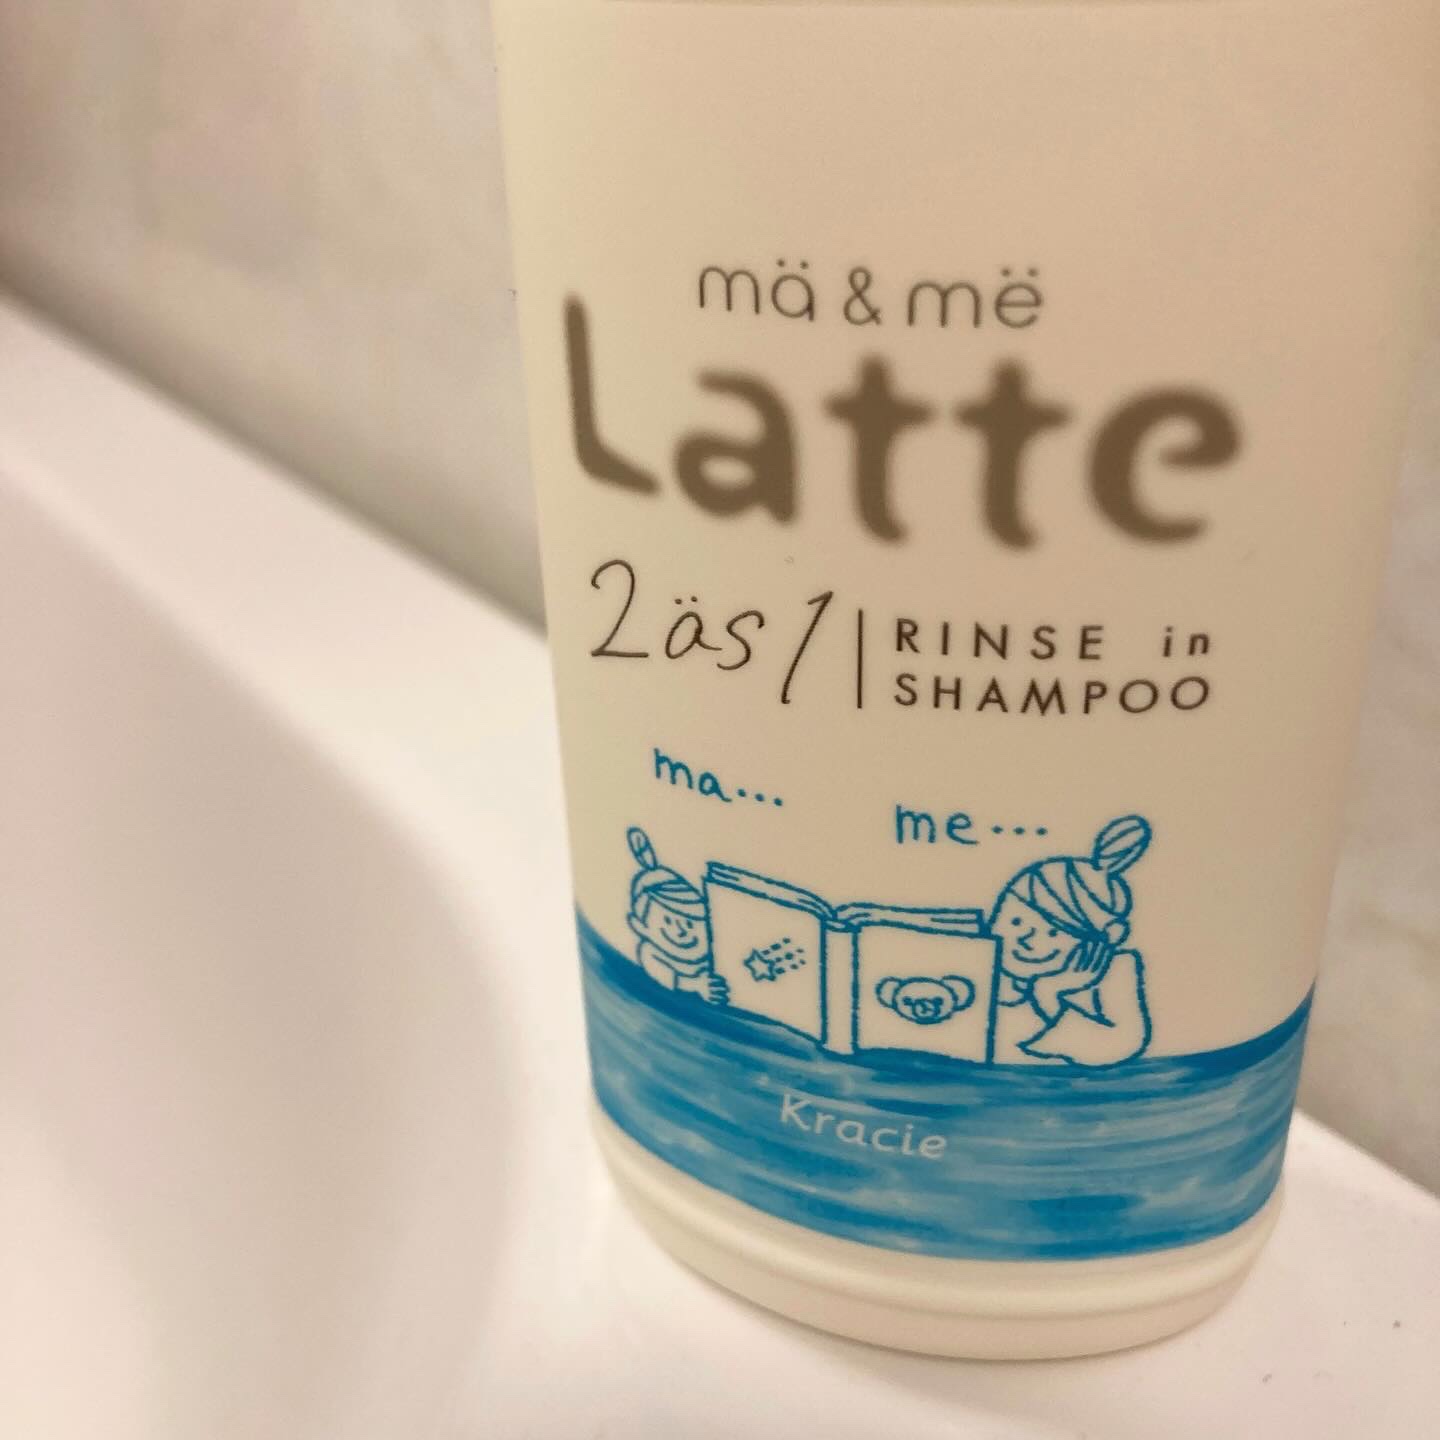 mä & më
Latte
2äs1
RINSE in
SHAMPOO
ma...
me...
Kracie